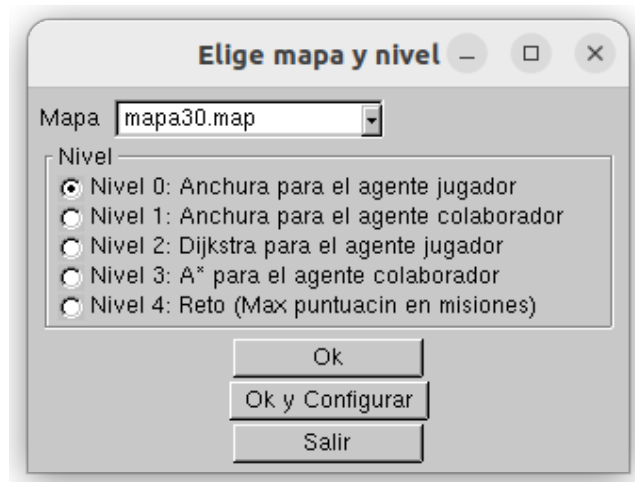 Elige mapa y nivel
Mapa mapa30.map
Nivel
Nivel 0: Anchura para el agente jugador
Nivel 1: Anchura para el agente colaborador
Nivel 2: Dijkstra para el agente jugador
Nivel 3: A* para el agente colaborador
Nivel 4: Reto (Max puntuacin en misiones)
Ok
Ok y Configurar
Salir